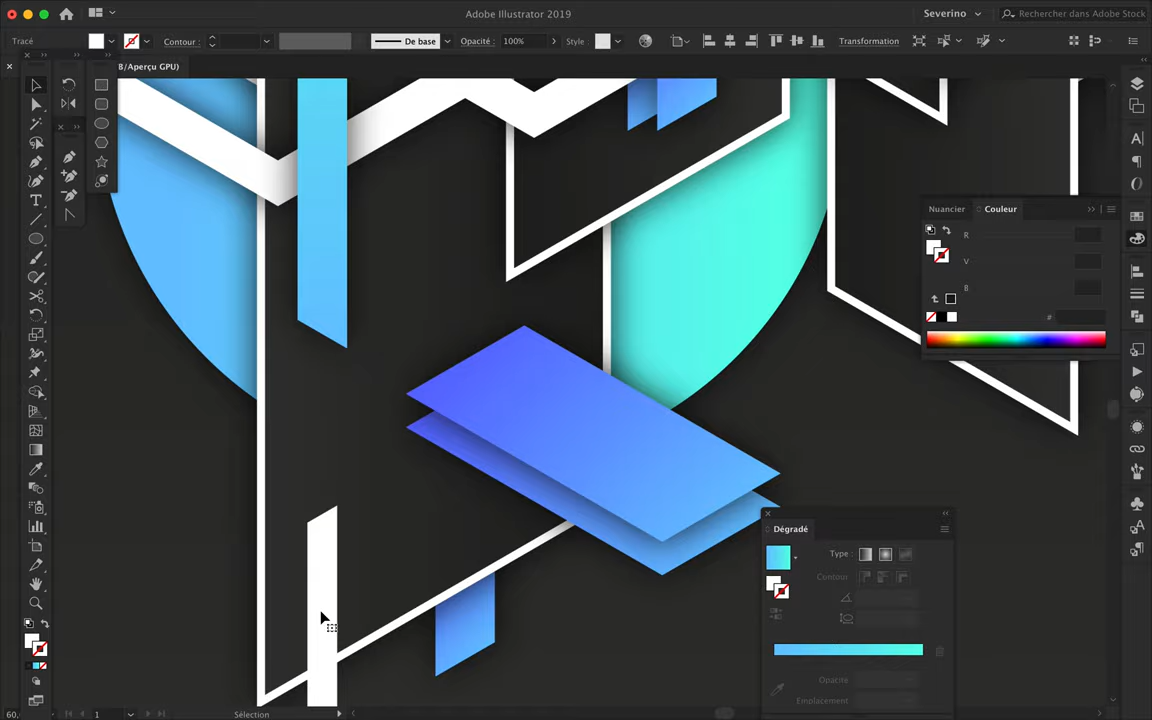 Adobe Illustrator 2019
Severino
Rechercher dans Adobe Stock
Tracé
Contour :
De base
Opacité : 100%
Style :
Transformation
B/Aperçu GPU)
Nuancier
Couleur
R
V
B
#
Dégradé
Type :
Contour :
Opacité :
Emplacement :
60,
1
Sélection